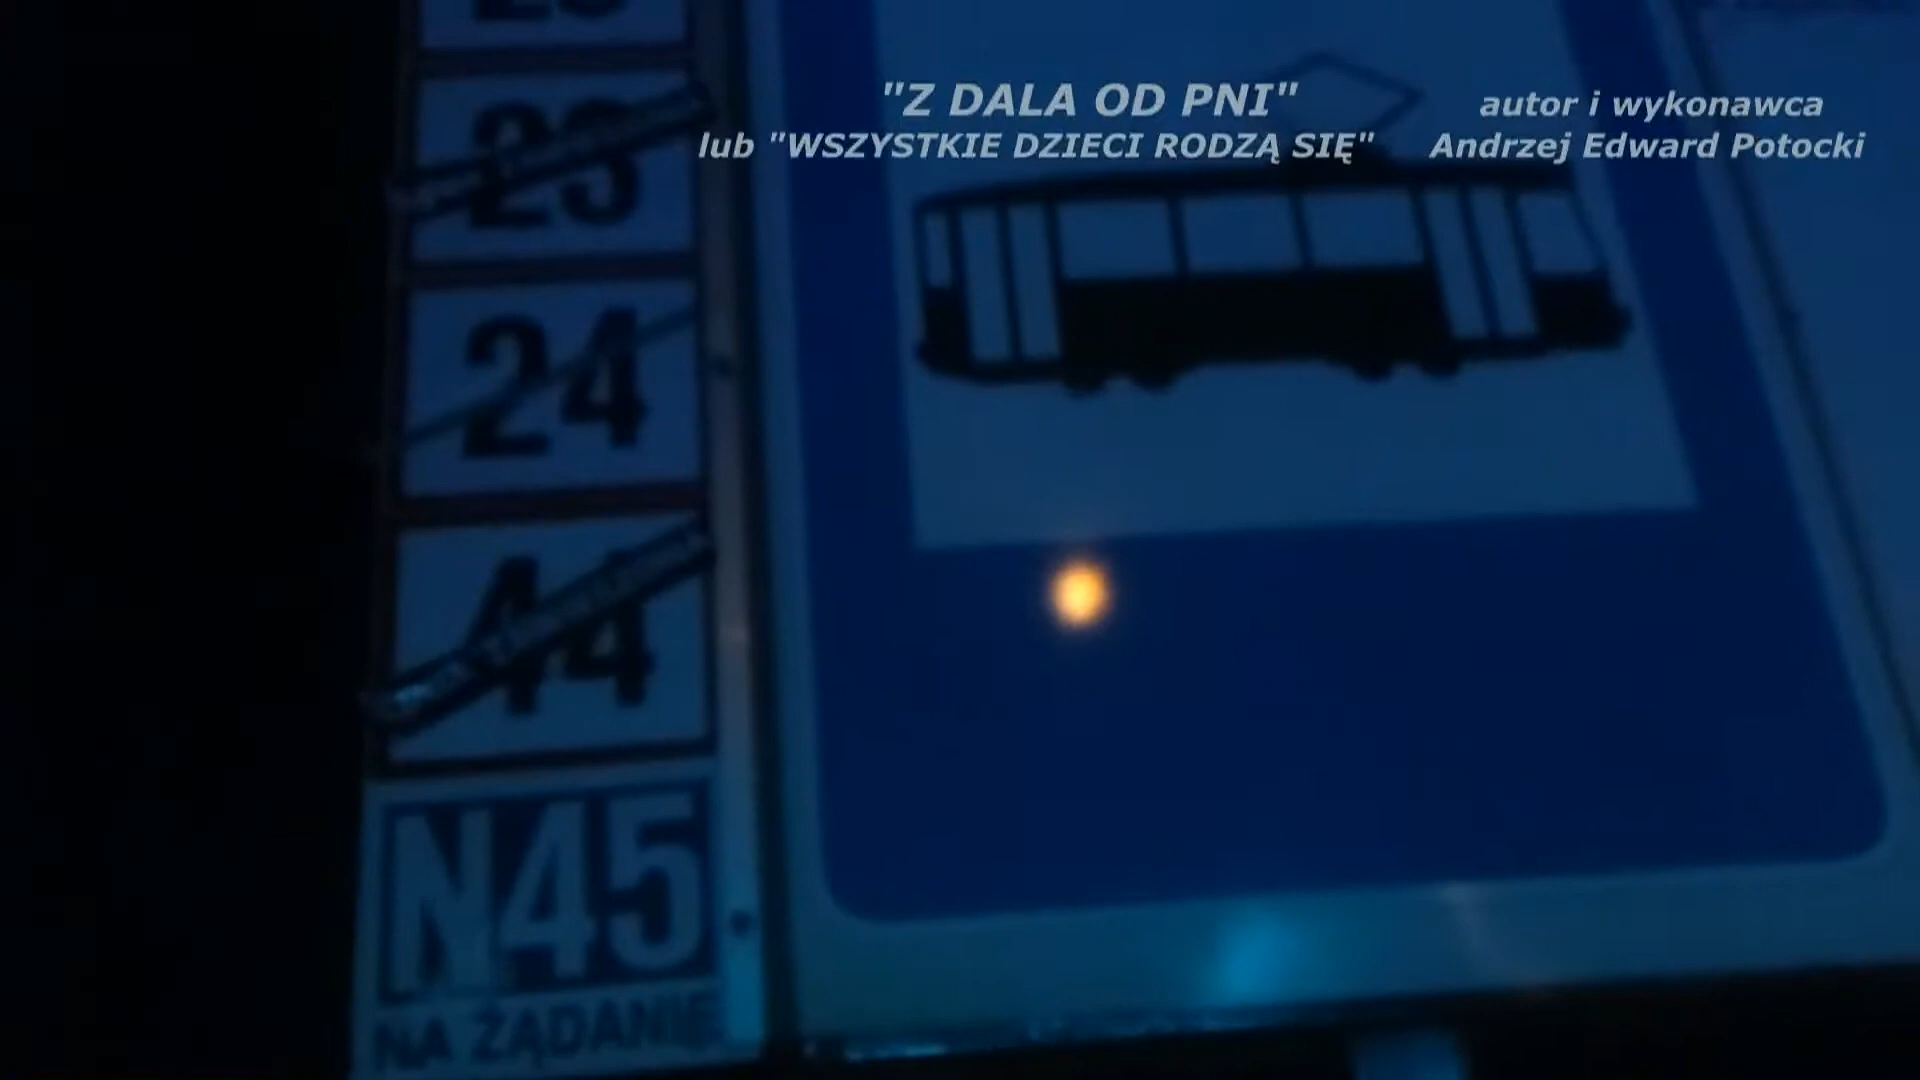 "Z DALA OD PNI"
lub "WSZYSTKIE DZIECI RODZĄ SIĘ"
autor i wykonawca
Andrzej Edward Potocki
23
24
44
N45
NA ŻĄDANIE